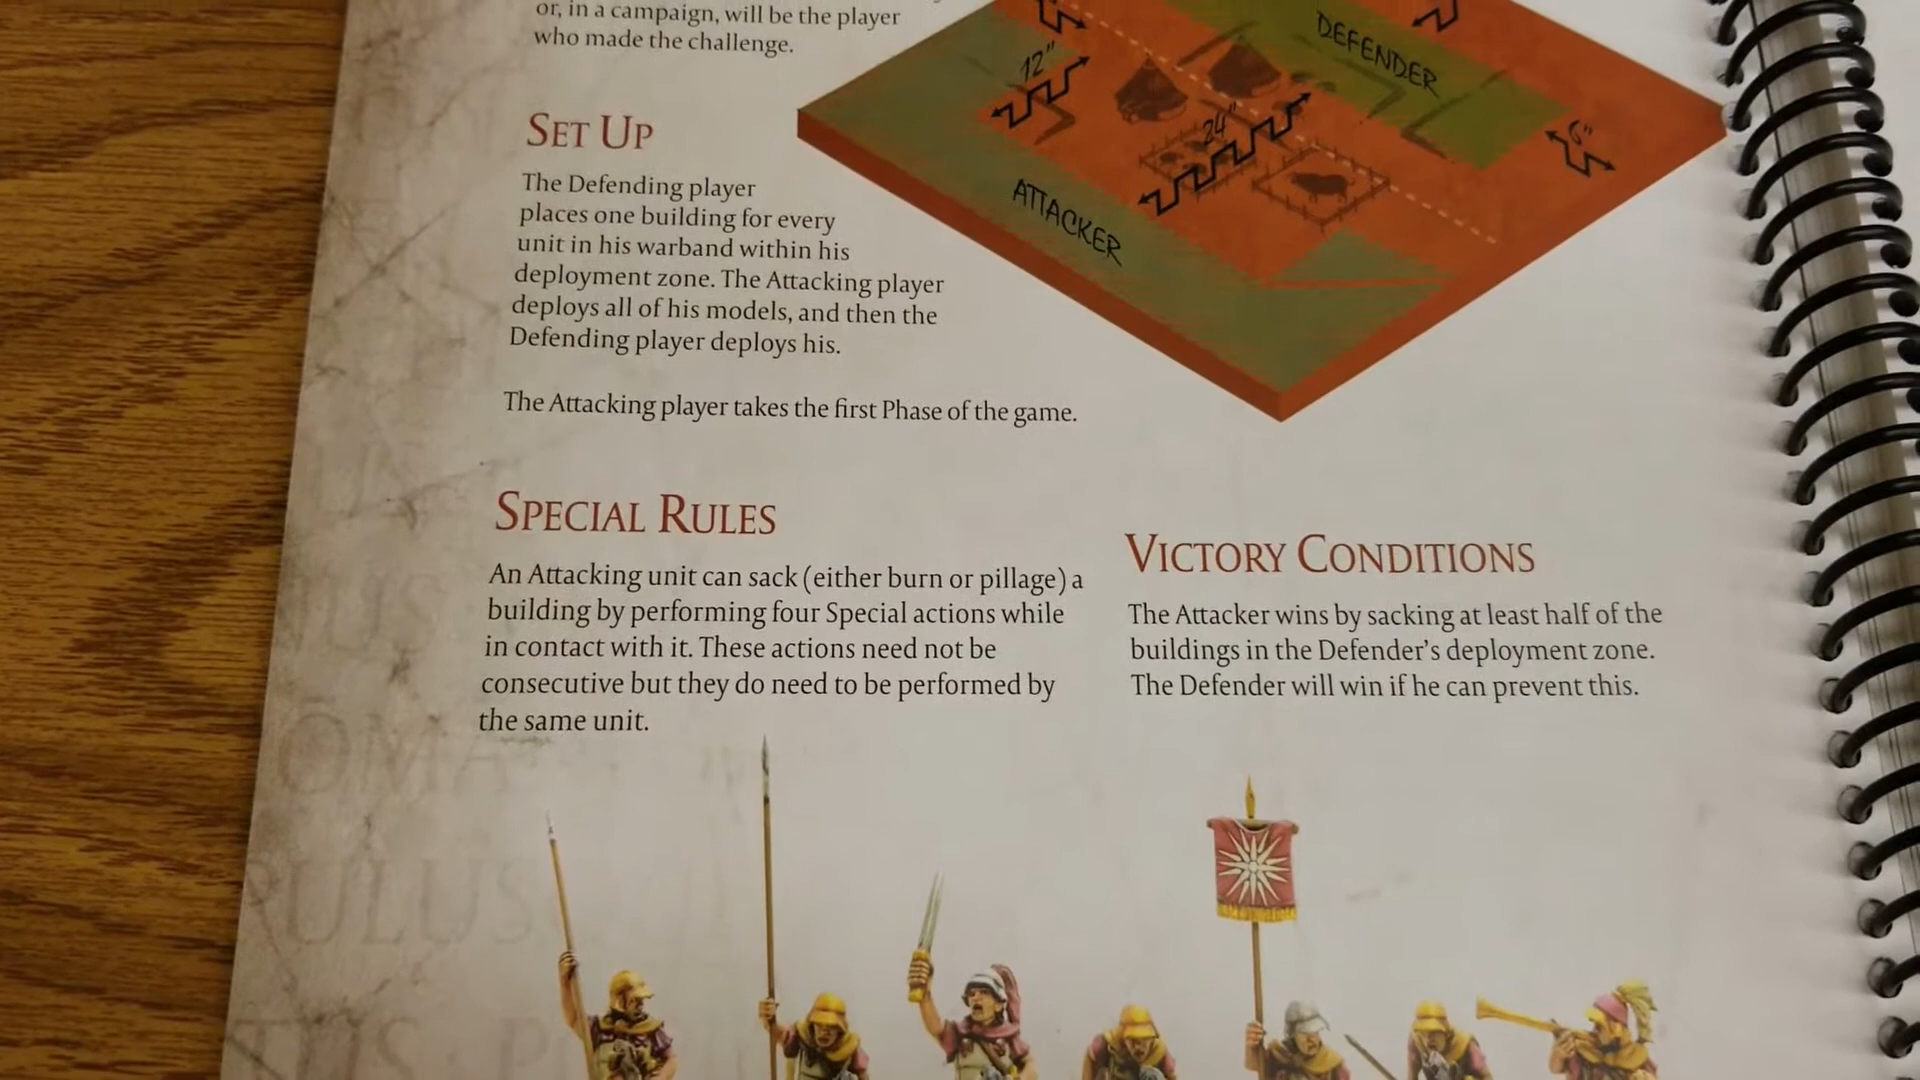 or, in a campaign, will be the player
who made the challenge.
SET UP
The Defending player
places one building for every
unit in his warband within his
deployment zone. The Attacking player
deploys all of his models, and then the
Defending player deploys his.
The Attacking player takes the first Phase of the game.
DEFENDER
12"
24"
6"
ATTACKER
SPECIAL RULES
An Attacking unit can sack (either burn or pillage) a
building by performing four Special actions while
in contact with it. These actions need not be
consecutive but they do need to be performed by
the same unit.
VICTORY CONDITIONS
The Attacker wins by sacking at least half of the
buildings in the Defender's deployment zone.
The Defender will win if he can prevent this.